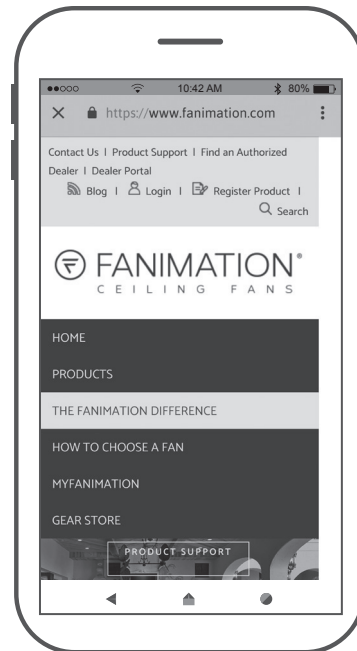 10:42 AM 80%
https://www.fanimation.com
Contact Us | Product Support | Find an Authorized
Dealer | Dealer Portal
Blog | Login | Register Product |
Search
FANIMATION®
CEILING FANS
HOME
PRODUCTS
THE FANIMATION DIFFERENCE
HOW TO CHOOSE A FAN
MYFANIMATION
GEAR STORE
PRODUCT SUPPORT